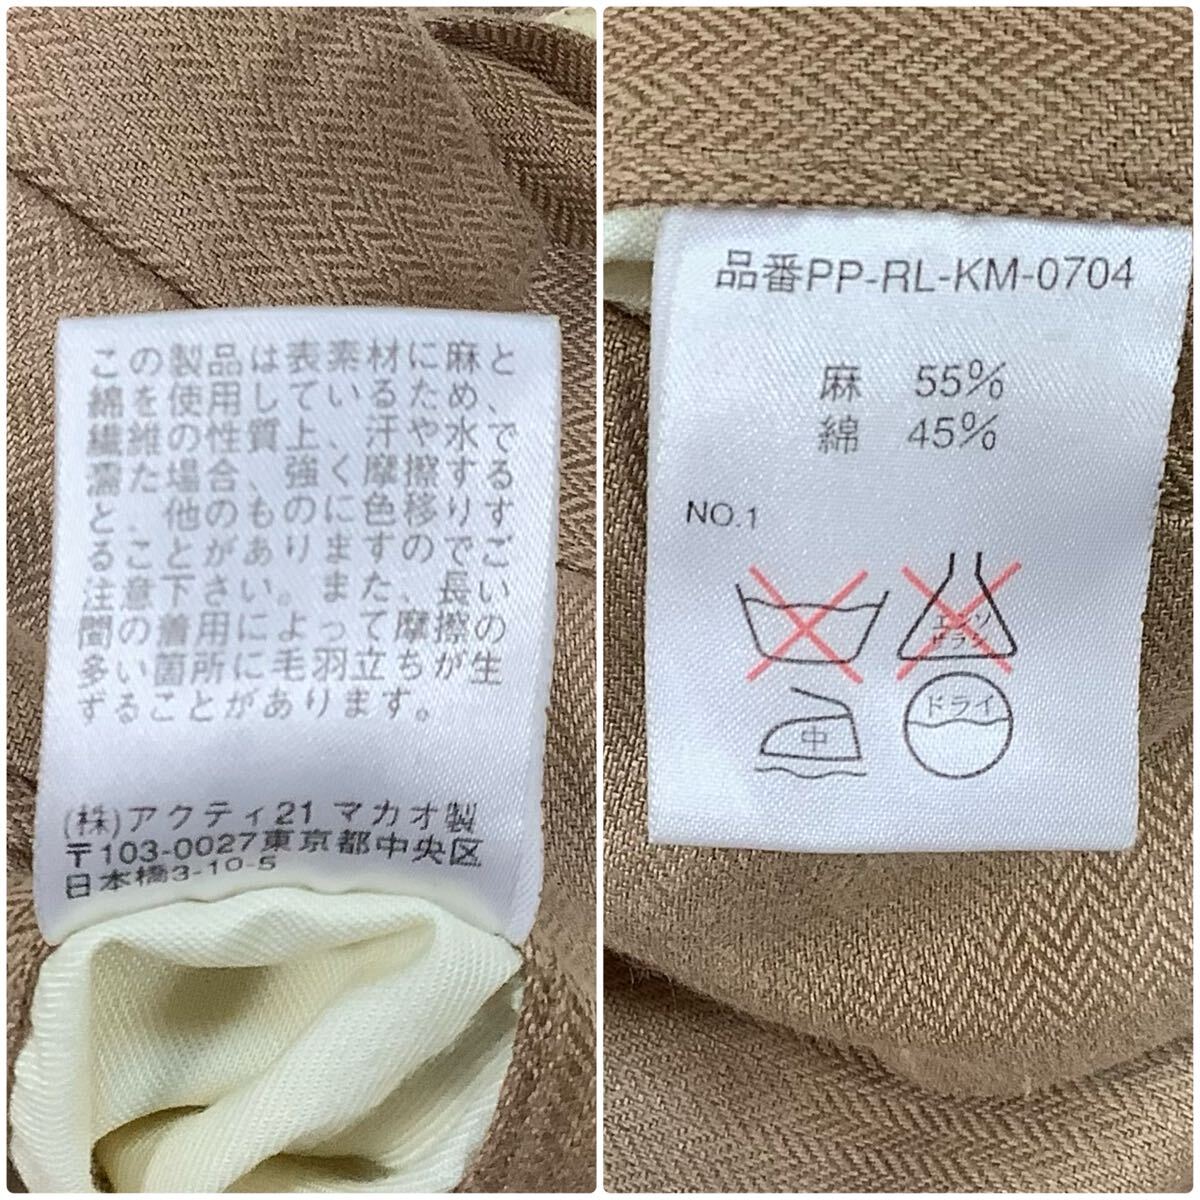 この製品は表素材に麻と
綿を使用しているため、
繊維の性質上、汗や水で
濡た場合、強く摩擦する
と、他のものに色移りす
ることがありますのでご
注意下さい。また、長い
間の着用によって摩擦の
多い箇所に毛羽立ちが生
ずることがあります。
(株)アクティ21 マカオ製
〒103-0027東京都中央区
日本橋3-10-5
品番PP-RL-KM-0704
麻 55%
綿 45%
NO.1
エンソ
サラシ
中
ドライ